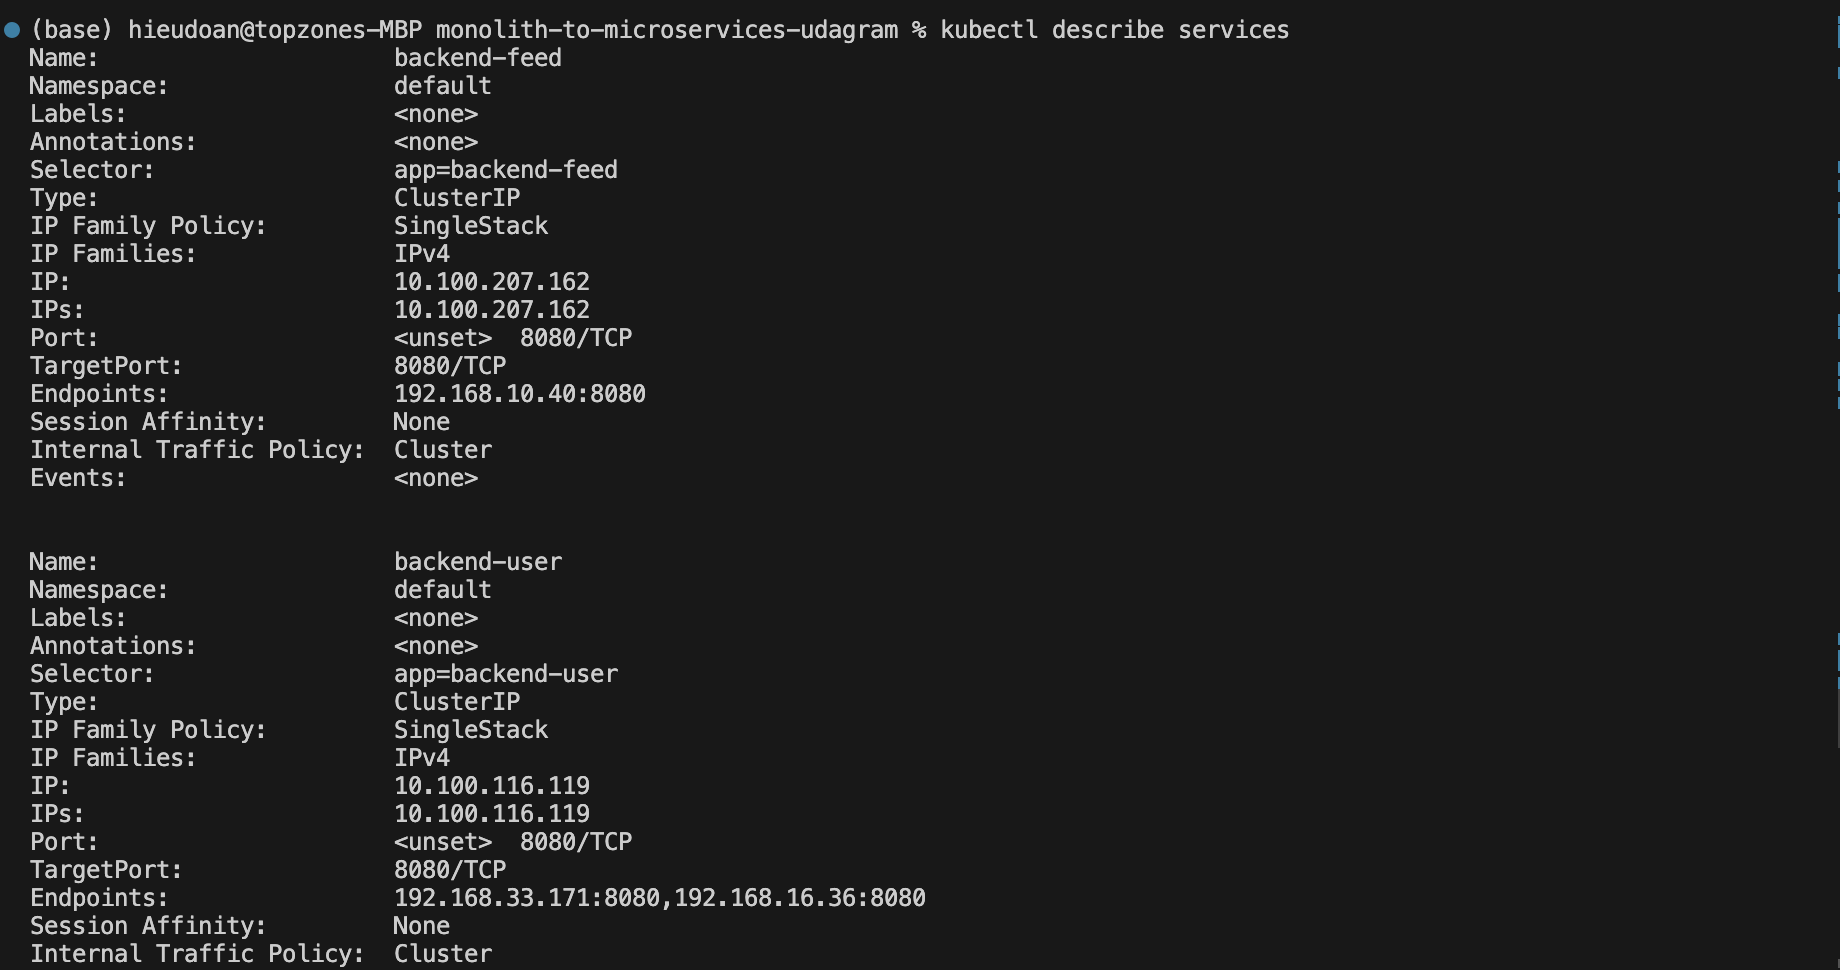 (base) hieudoan@topzones-MBP monolith-to-microservices-udagram % kubectl describe services
Name: backend-feed
Namespace: default
Labels: <none>
Annotations: <none>
Selector: app=backend-feed
Type: ClusterIP
IP Family Policy: SingleStack
IP Families: IPv4
IP: 10.100.207.162
IPs: 10.100.207.162
Port: <unset> 8080/TCP
TargetPort: 8080/TCP
Endpoints: 192.168.10.40:8080
Session Affinity: None
Internal Traffic Policy: Cluster
Events: <none>
Name: backend-user
Namespace: default
Labels: <none>
Annotations: <none>
Selector: app=backend-user
Type: ClusterIP
IP Family Policy: SingleStack
IP Families: IPv4
IP: 10.100.116.119
IPs: 10.100.116.119
Port: <unset> 8080/TCP
TargetPort: 8080/TCP
Endpoints: 192.168.33.171:8080,192.168.16.36:8080
Session Affinity: None
Internal Traffic Policy: Cluster